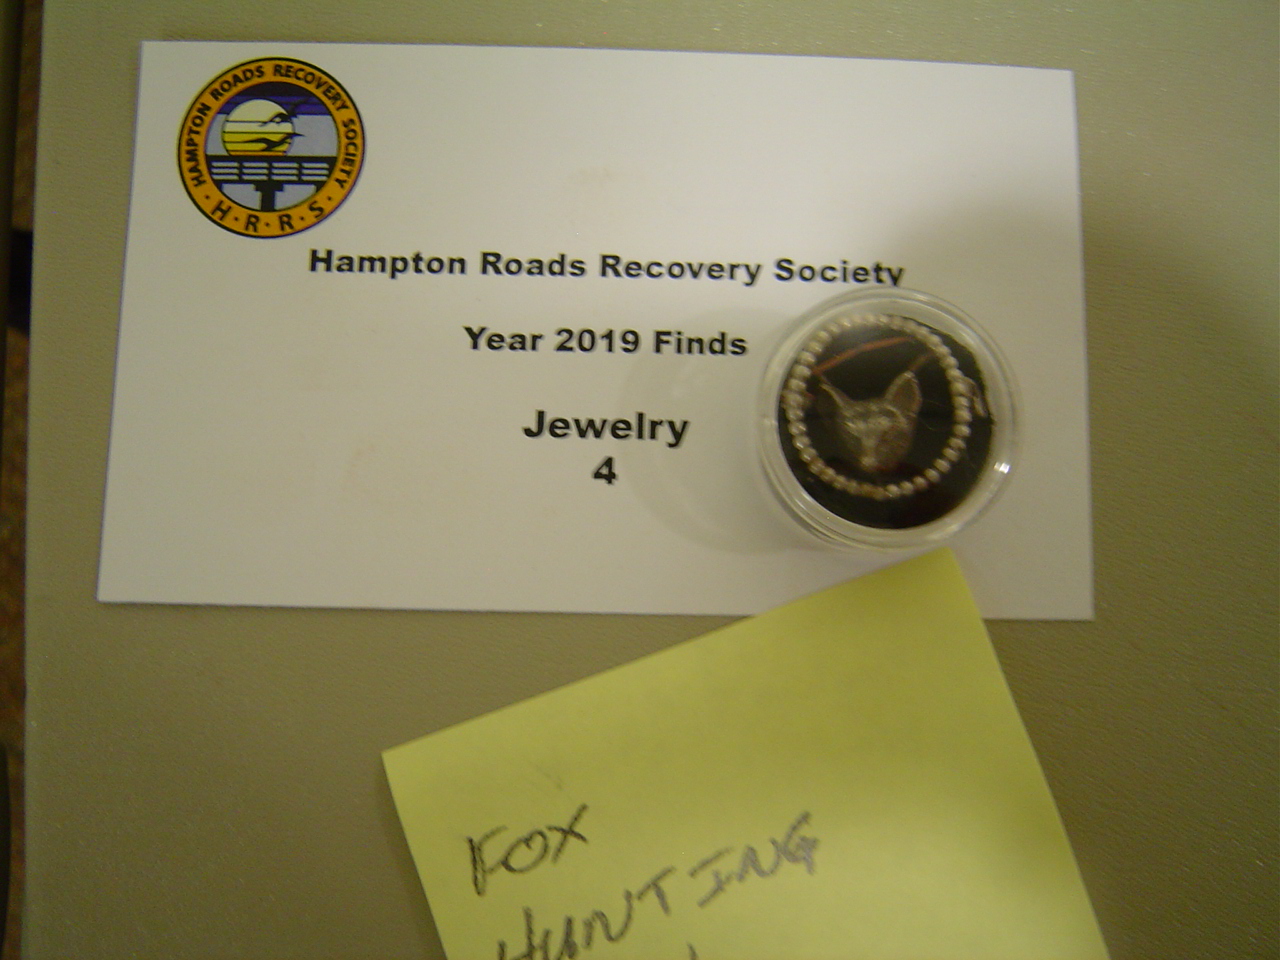 HAMPTON ROADS RECOVERY SOCIETY
· H · R · R · S ·
Hampton Roads Recovery Society
Year 2019 Finds
Jewelry
4
FOX
HUNTING